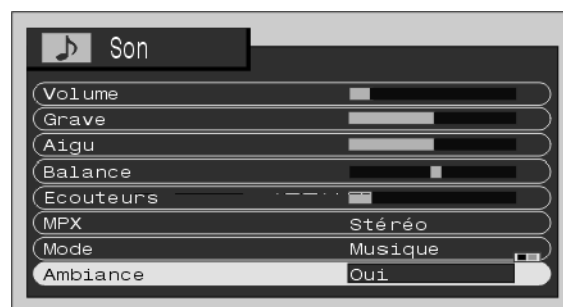 Son
Volume
Grave
Aigu
Balance
Ecouteurs
MPX Stéréo
Mode Musique
Ambiance Oui